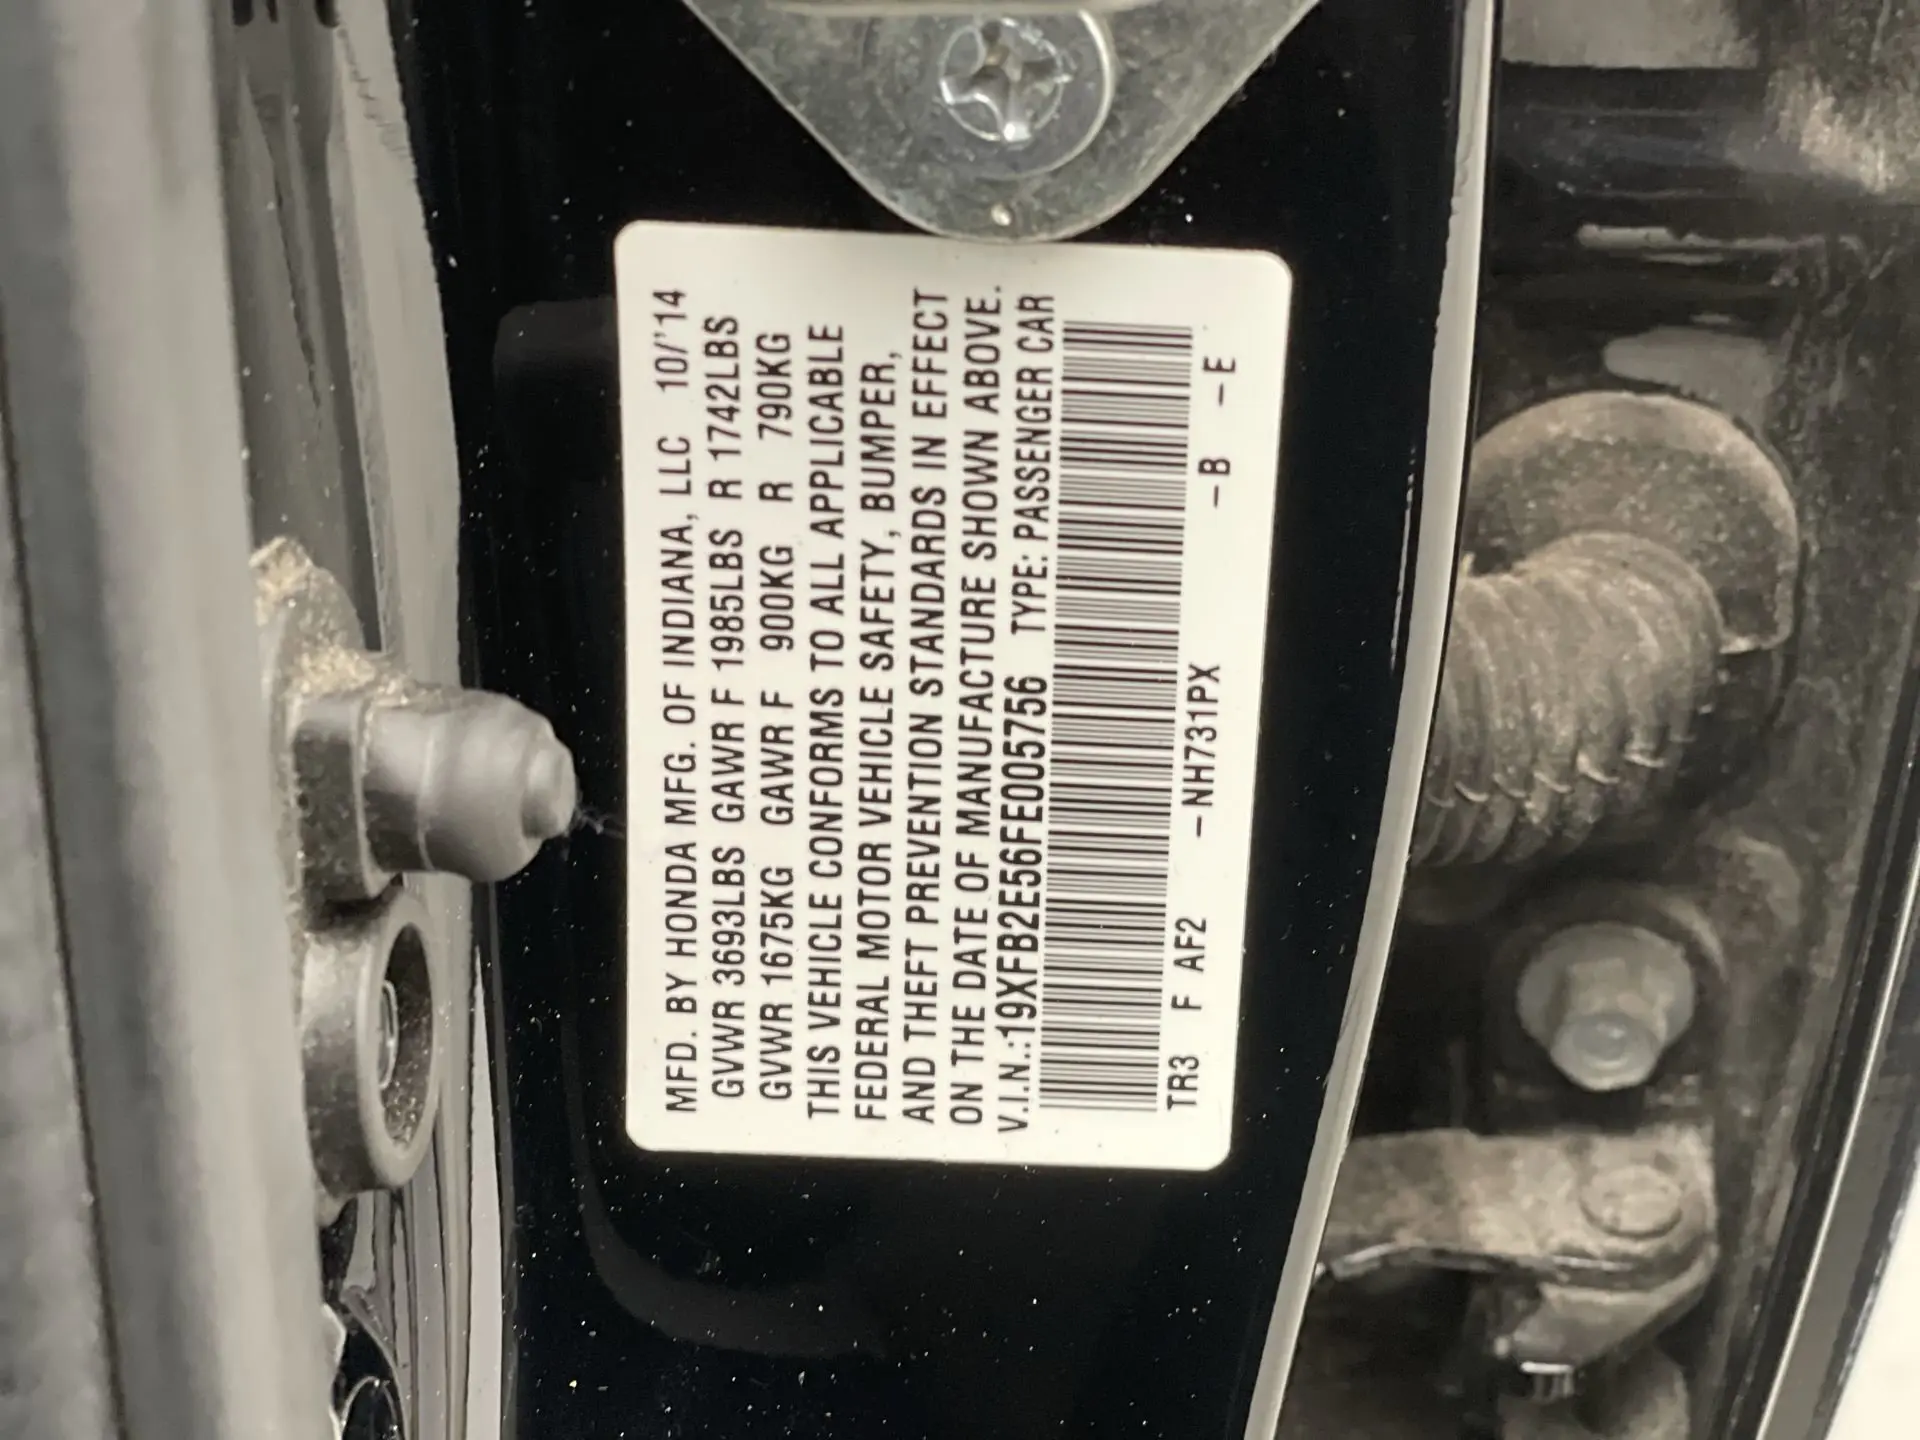 MFD. BY HONDA MFG. OF INDIANA, LLC 10/'14
GVWR 3693LBS GAWR F 1985LBS R 1742LBS
GVWR 1675KG GAWR F 900KG R 790KG
THIS VEHICLE CONFORMS TO ALL APPLICABLE
FEDERAL MOTOR VEHICLE SAFETY, BUMPER,
AND THEFT PREVENTION STANDARDS IN EFFECT
ON THE DATE OF MANUFACTURE SHOWN ABOVE.
V.I.N.:19XFB2E56FE005756 TYPE: PASSENGER CAR
TR3 F AF2 -NH731PX -B -E